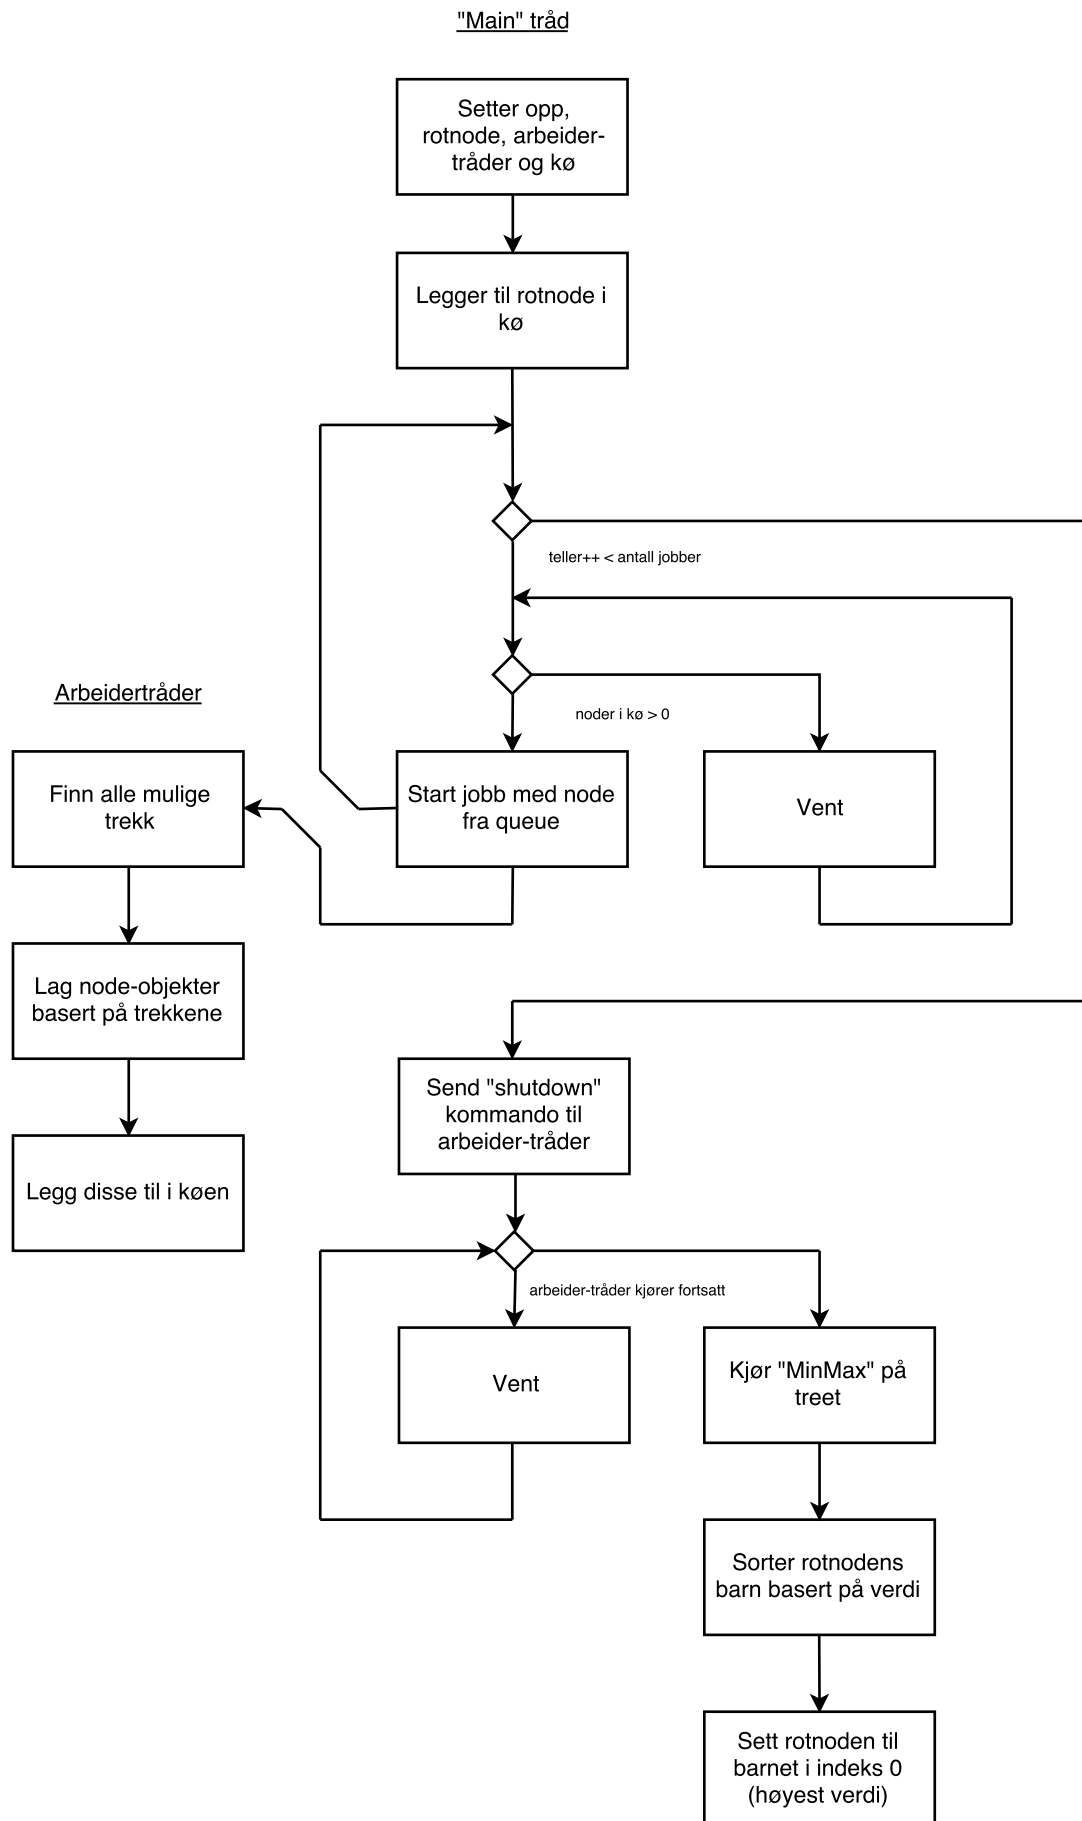 "Main" tråd
Setter opp,
rotnode, arbeider-
tråder og kø
Legger til rotnode i
kø
teller++ < antall jobber
noder i kø > 0
Arbeidertråder
Finn alle mulige
trekk
Start jobb med node
fra queue
Vent
Lag node-objekter
basert på trekkene
Legg disse til i køen
Send "shutdown"
kommando til
arbeider-tråder
arbeider-tråder kjører fortsatt
Vent
Kjør "MinMax" på
treet
Sorter rotnodens
barn basert på verdi
Sett rotnoden til
barnet i indeks 0
(høyest verdi)